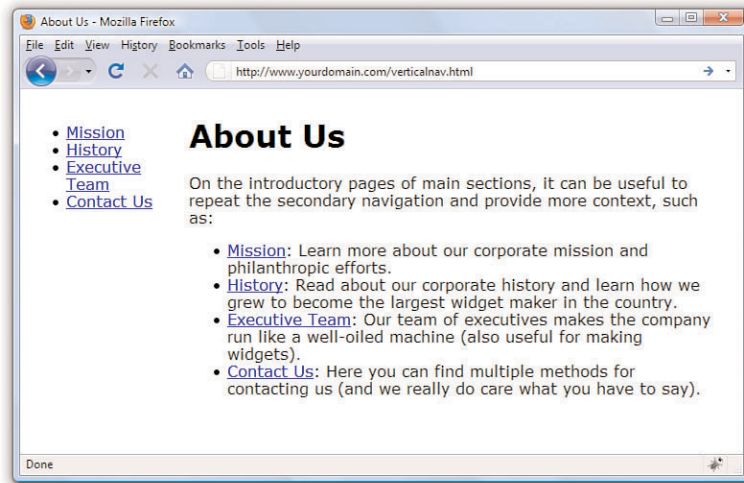 About Us - Mozilla Firefox
File Edit View History Bookmarks Tools Help
http://www.yourdomain.com/verticalnav.html
Mission
History
Executive
Team
Contact Us
About Us
On the introductory pages of main sections, it can be useful to
repeat the secondary navigation and provide more context, such
as:
Mission: Learn more about our corporate mission and
philanthropic efforts.
History: Read about our corporate history and learn how we
grew to become the largest widget maker in the country.
Executive Team: Our team of executives makes the company
run like a well-oiled machine (also useful for making
widgets).
Contact Us: Here you can find multiple methods for
contacting us (and we really do care what you have to say).
Done